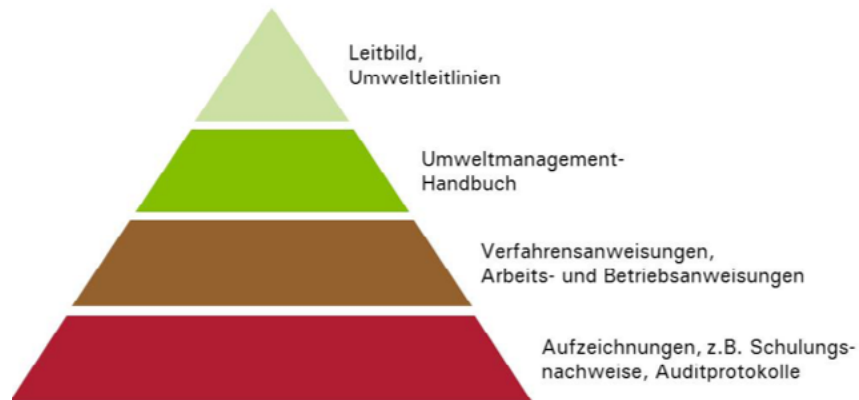 Leitbild,
Umweltleitlinien
Umweltmanagement-
Handbuch
Verfahrensanweisungen,
Arbeits- und Betriebsanweisungen
Aufzeichnungen, z.B. Schulungs-
nachweise, Auditprotokolle